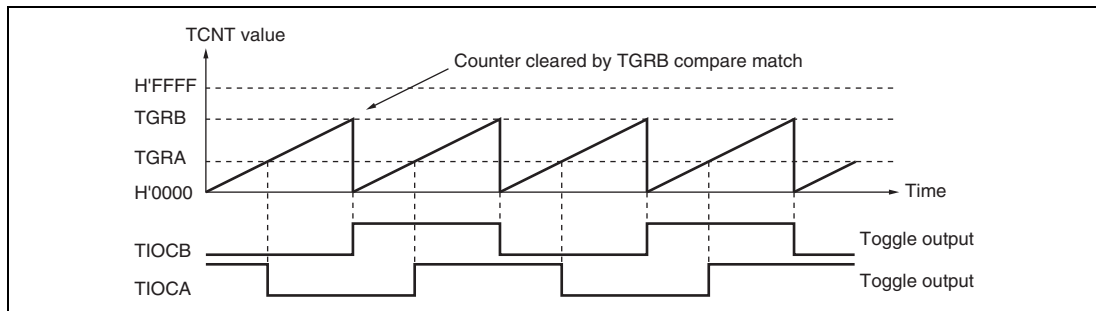 TCNT value
Counter cleared by TGRB compare match
H'FFFF
TGRB
TGRA
H'0000
Time
TIOCB
Toggle output
TIOCA
Toggle output